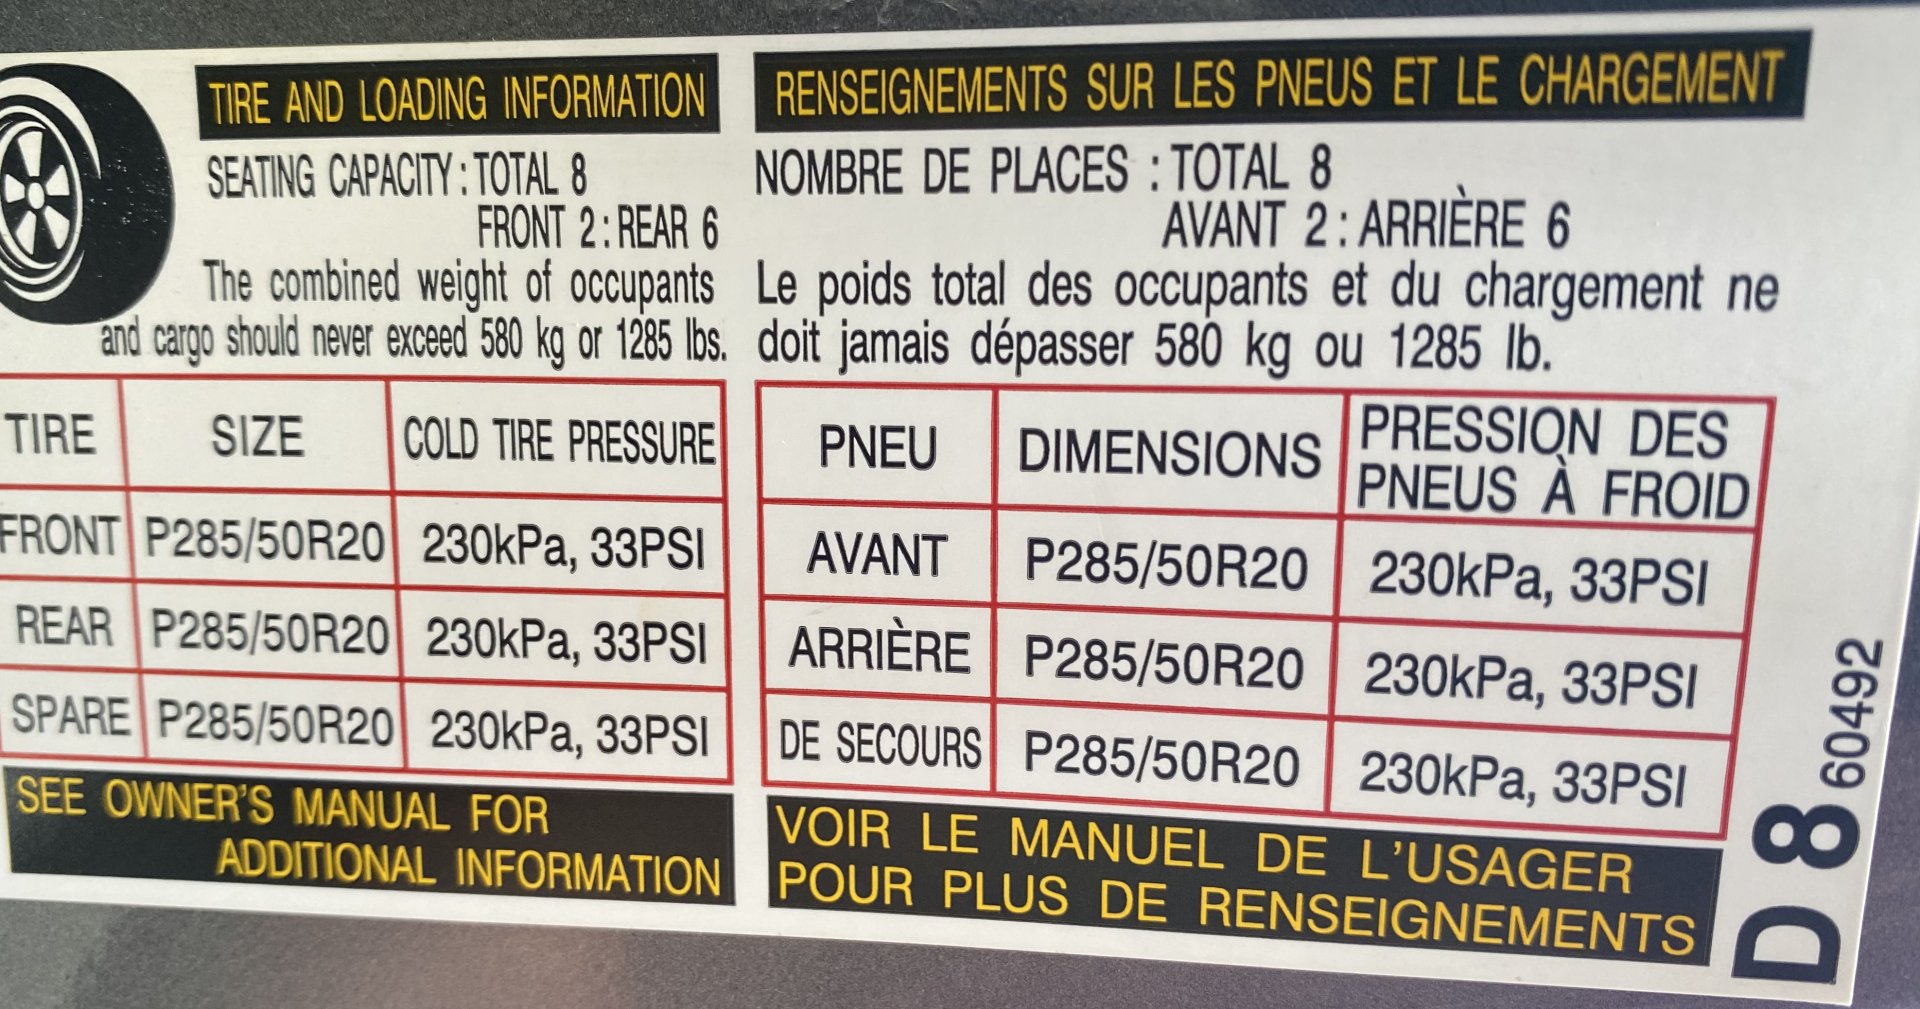 TIRE AND LOADING INFORMATION
SEATING CAPACITY : TOTAL 8
FRONT 2 : REAR 6
The combined weight of occupants
and cargo should never exceed 580 kg or 1285 lbs.
TIRE SIZE COLD TIRE PRESSURE
FRONT P285/50R20 230kPa, 33PSI
REAR P285/50R20 230kPa, 33PSI
SPARE P285/50R20 230kPa, 33PSI
SEE OWNER'S MANUAL FOR
ADDITIONAL INFORMATION
RENSEIGNEMENTS SUR LES PNEUS ET LE CHARGEMENT
NOMBRE DE PLACES : TOTAL 8
AVANT 2 : ARRIÈRE 6
Le poids total des occupants et du chargement ne
doit jamais dépasser 580 kg ou 1285 lb.
PNEU DIMENSIONS PRESSION DES
PNEUS À FROID
AVANT P285/50R20 230kPa, 33PSI
ARRIÈRE P285/50R20 230kPa, 33PSI
DE SECOURS P285/50R20 230kPa, 33PSI
VOIR LE MANUEL DE L'USAGER
POUR PLUS DE RENSEIGNEMENTS
D8 60492